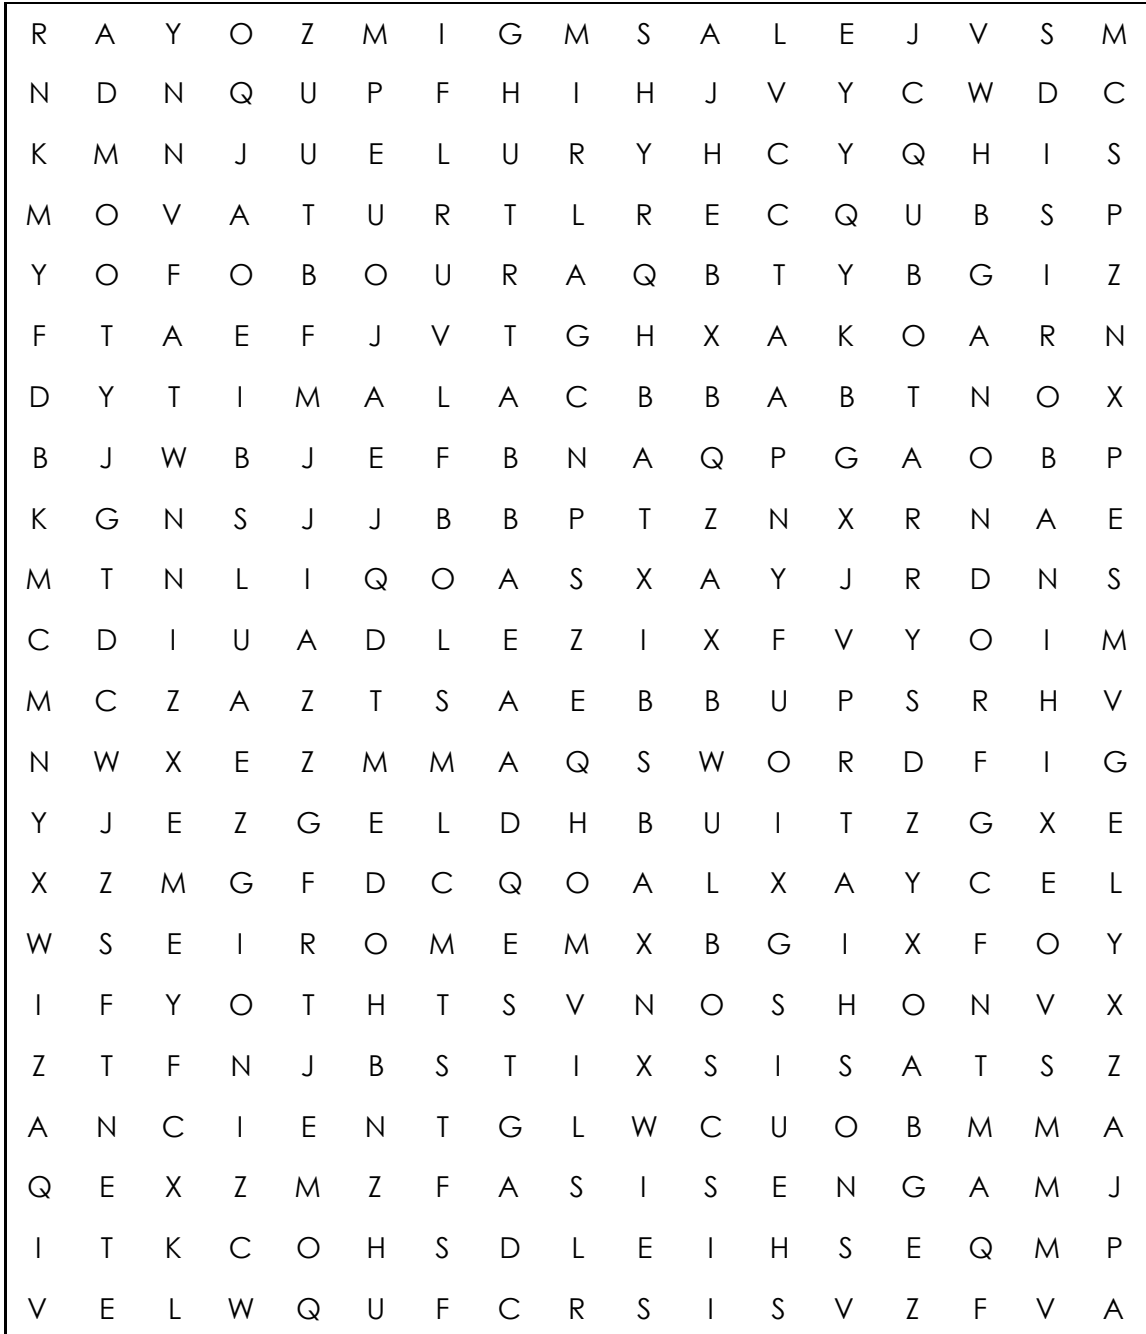 R A Y O Z M I G M S A L E J V S M
N D N Q U P F H I H J V Y C W D C
K M N J U E L U R Y H C Y Q H I S
M O V A T U R T L R E C Q U B S P
Y O F O B O U R A Q B T Y B G I Z
F T A E F J V T G H X A K O A R N
D Y T I M A L A C B B A B T N O X
B J W B J E F B N A Q P G A O B P
K G N S J J B B P T Z N X R N A E
M T N L I Q O A S X A Y J R D N S
C D I U A D L E Z I X F V Y O I M
M C Z A Z T S A E B B U P S R H V
N W X E Z M M A Q S W O R D F I G
Y J E Z G E L D H B U I T Z G X E
X Z M G F D C Q O A L X A Y C E L
W S E I R O M E M X B G I X F O Y
I F Y O T H T S V N O S H O N V X
Z T F N J B S T I X S I S A T S Z
A N C I E N T G L W C U O B M M A
Q E X Z M Z F A S I S E N G A M J
I T K C O H S D L E I H S E Q M P
V E L W Q U F C R S I S V Z F V A